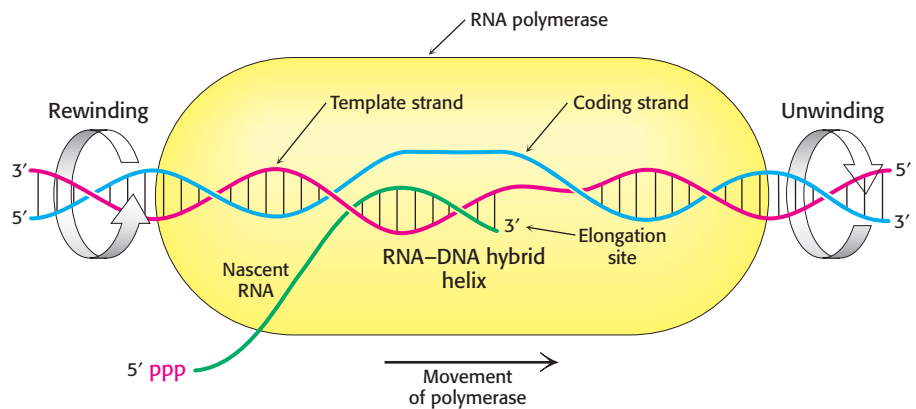 RNA polymerase
Rewinding
Template strand
Coding strand
Unwinding
3′
5′
5′
3′
3′
Elongation
site
RNA–DNA hybrid
helix
Nascent
RNA
5′ ppp
Movement
of polymerase